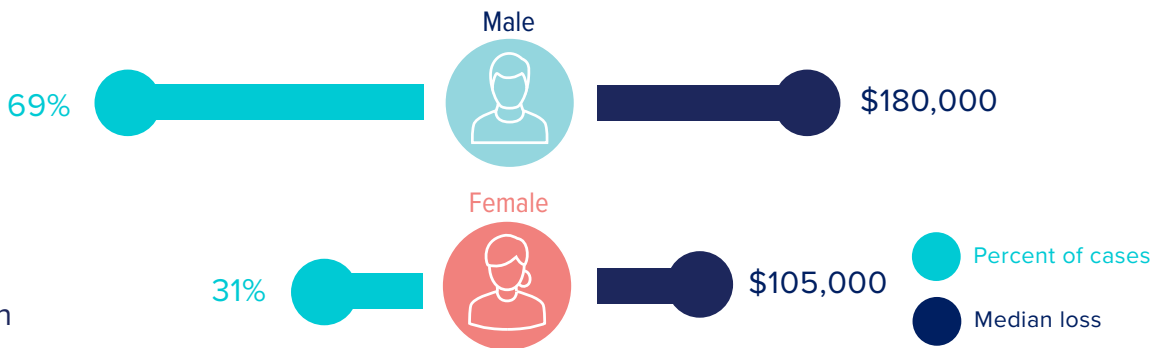 Male
69%
$180,000
Female
31%
$105,000
Percent of cases
Median loss